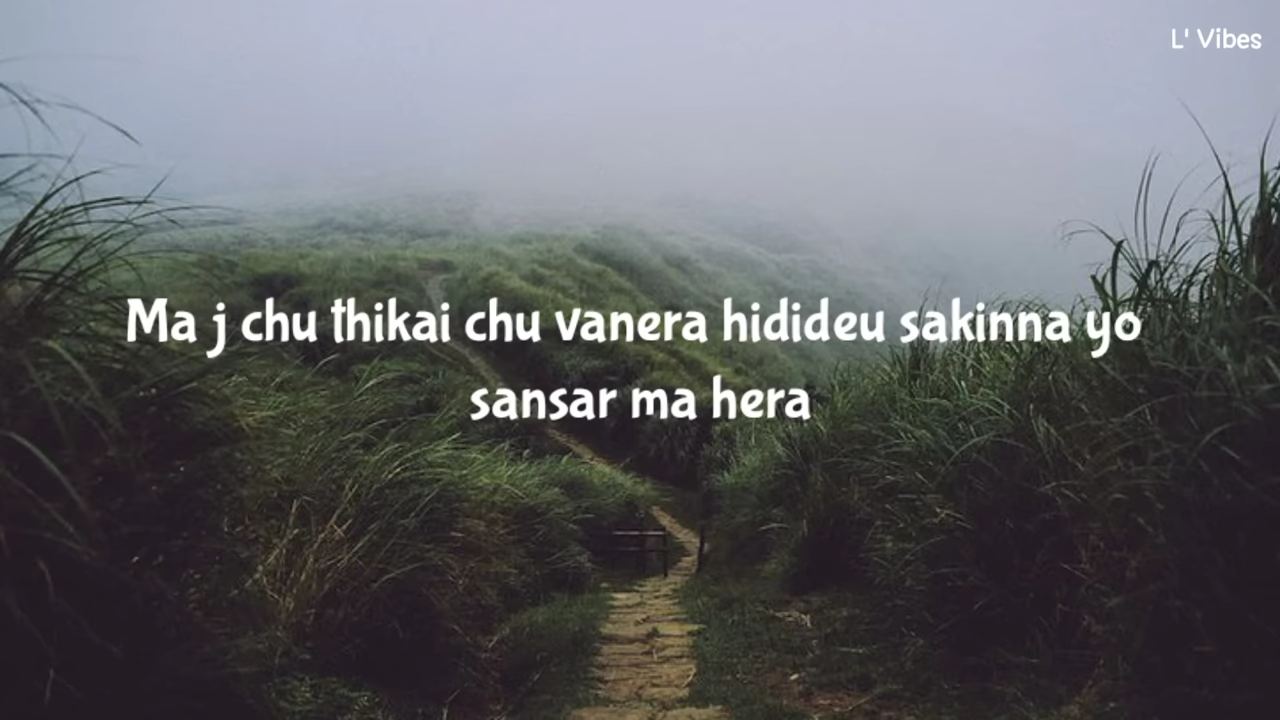 L' Vibes
Ma j chu thikai chu vanera hidideu sakinna yo
sansar ma hera